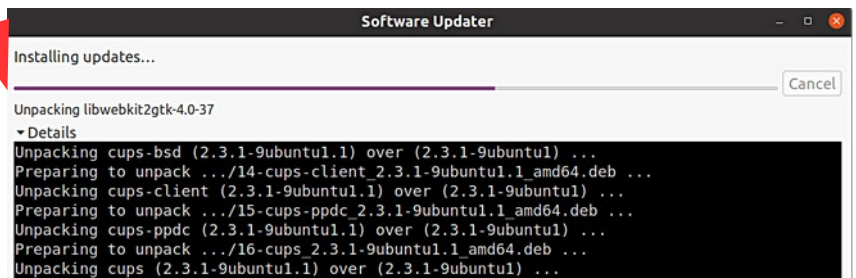 Software Updater
Installing updates...
Cancel
Unpacking libwebkit2gtk-4.0-37
Details
Unpacking cups-bsd (2.3.1-9ubuntu1.1) over (2.3.1-9ubuntu1) ...
Preparing to unpack .../14-cups-client_2.3.1-9ubuntu1.1_amd64.deb ...
Unpacking cups-client (2.3.1-9ubuntu1.1) over (2.3.1-9ubuntu1) ...
Preparing to unpack .../15-cups-ppdc_2.3.1-9ubuntu1.1_amd64.deb ...
Unpacking cups-ppdc (2.3.1-9ubuntu1.1) over (2.3.1-9ubuntu1) ...
Preparing to unpack .../16-cups_2.3.1-9ubuntu1.1_amd64.deb ...
Unpacking cups (2.3.1-9ubuntu1.1) over (2.3.1-9ubuntu1) ...